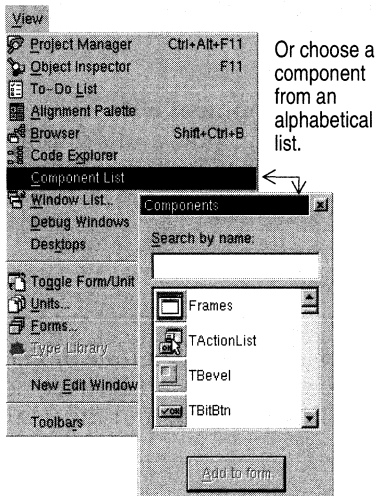 View
Project Manager Ctrl+Alt+F11
Object Inspector F11
To-Do List
Alignment Palette
Browser Shift+Ctrl+B
Code Explorer
Component List
Window List...
Debug Windows
Desktops
Toggle Form/Unit
Units...
Forms...
Type Library
New Edit Window
Toolbars
Or choose a
component
from an
alphabetical
list.
Components
Search by name:
Frames
TActionList
TBevel
TBitBtn
OK
Add to form